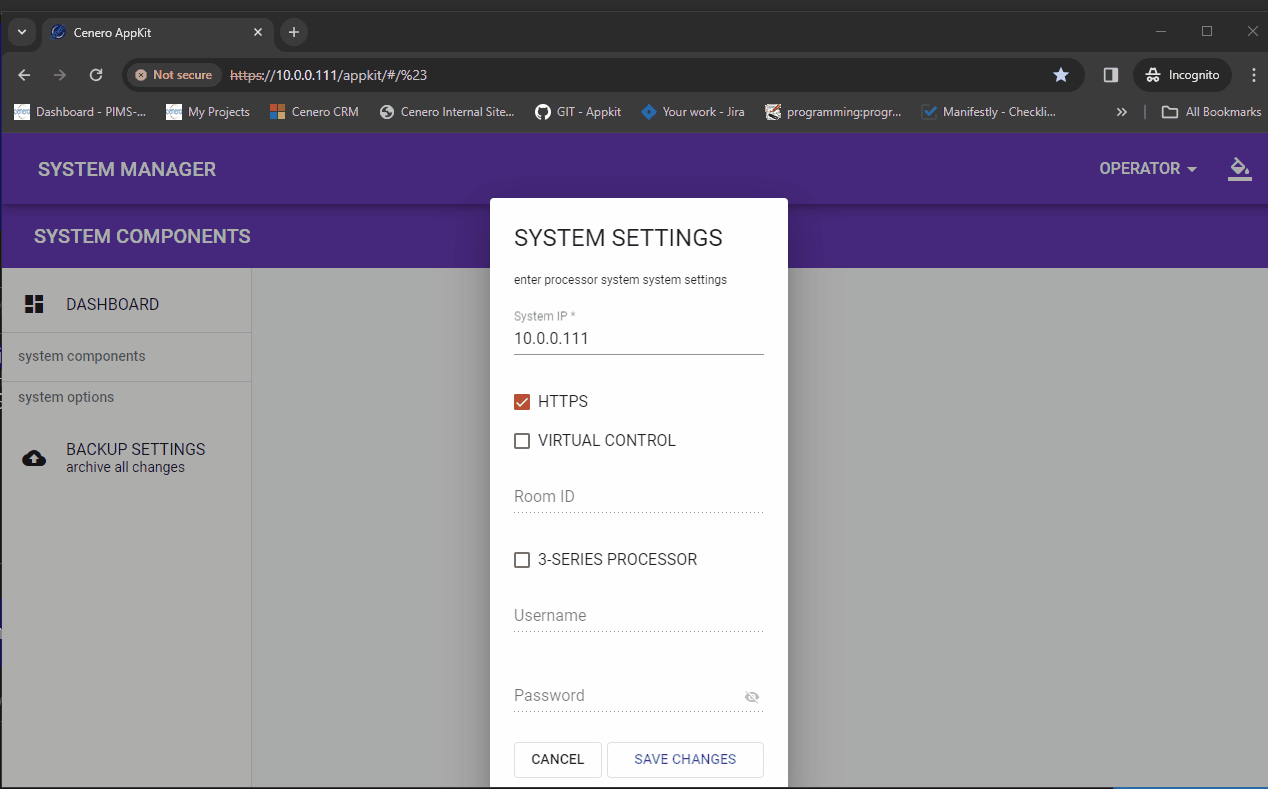 Cenero AppKit
Not secure https://10.0.0.111/appkit/#/%23 Incognito
Dashboard - PIMS-... My Projects Cenero CRM Cenero Internal Site... GIT - Appkit Your work - Jira programming:progr... Manifestly - Checkli... » All Bookmarks
SYSTEM MANAGER OPERATOR
SYSTEM COMPONENTS
DASHBOARD
system components
system options
BACKUP SETTINGS
archive all changes
SYSTEM SETTINGS
enter processor system system settings
System IP *
10.0.0.111
HTTPS
VIRTUAL CONTROL
Room ID
3-SERIES PROCESSOR
Username
Password
CANCEL SAVE CHANGES